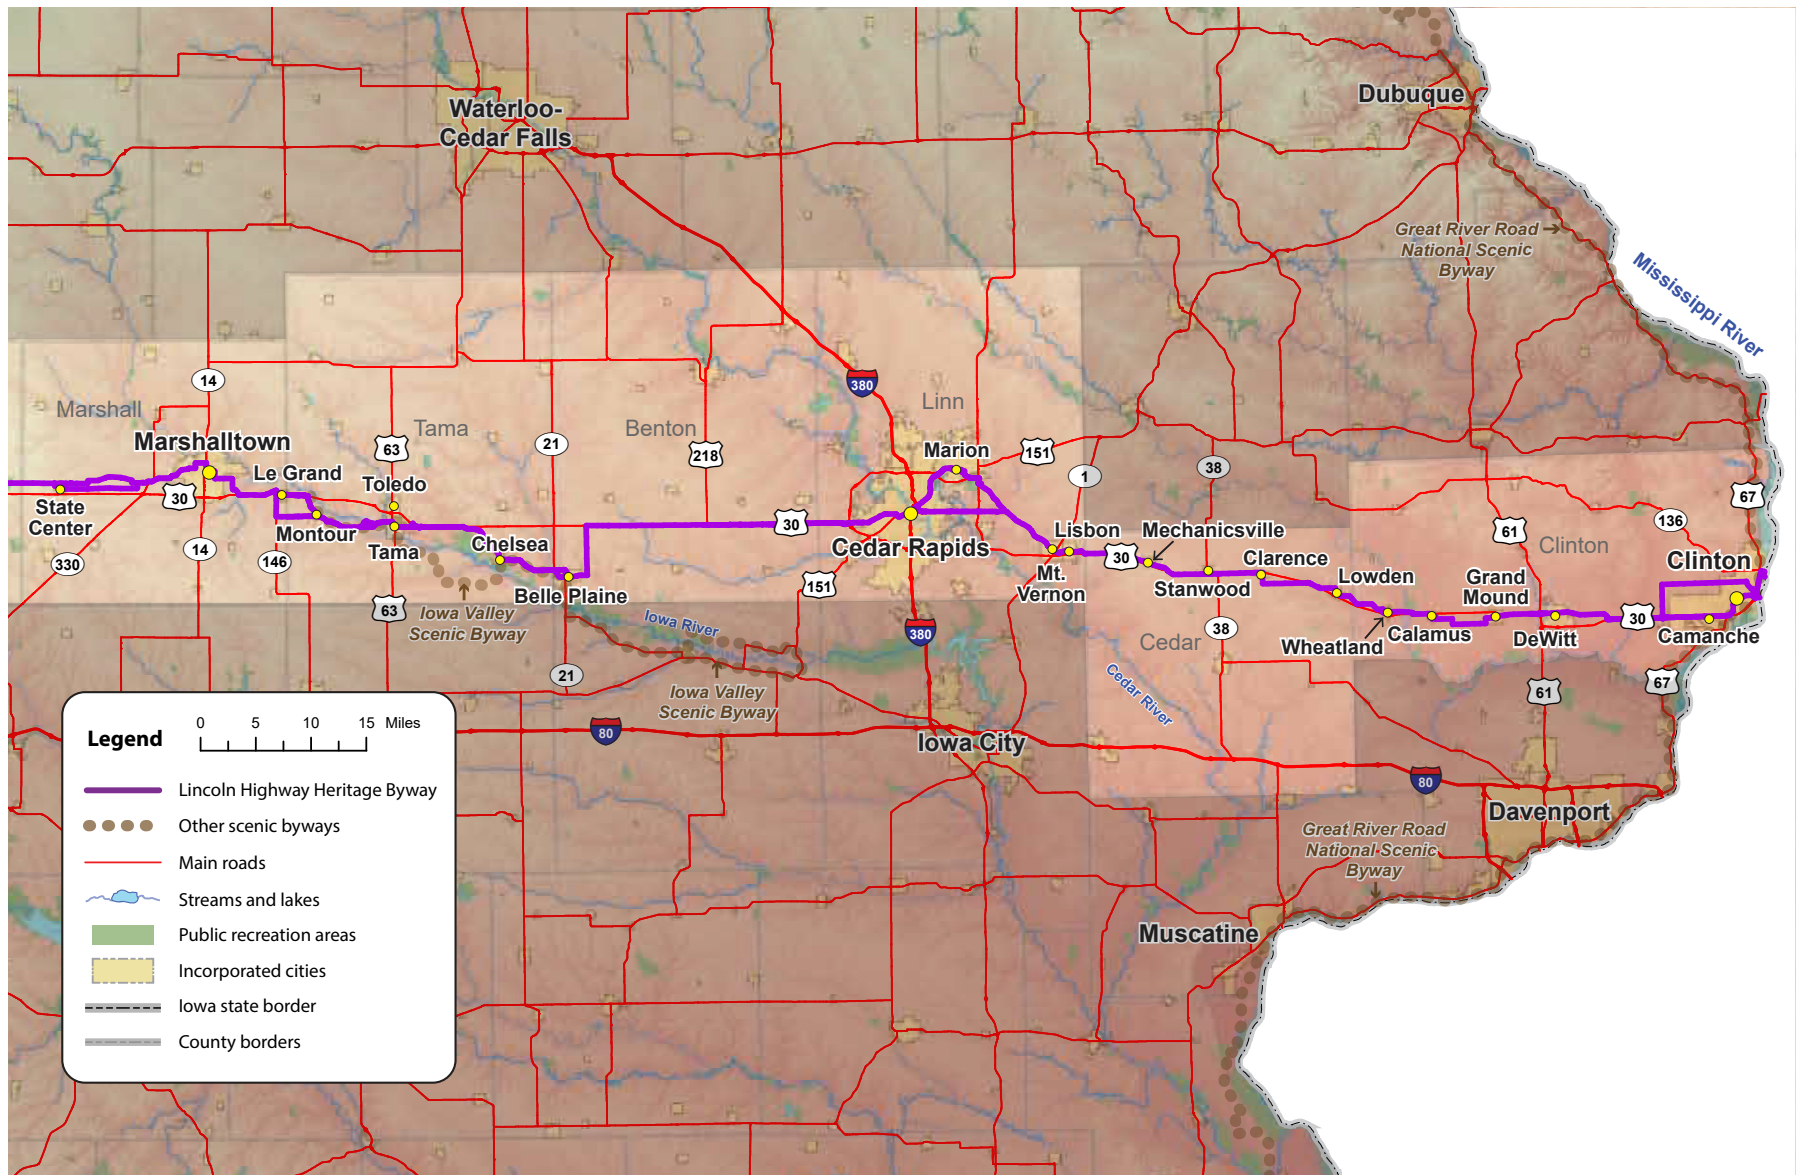 Waterloo-
Cedar Falls
Dubuque
Great River Road
National Scenic
Byway
Mississippi River
14
380
Marshall
Linn
Tama
Benton
Marshalltown
63
21
218
Marion
151
1
38
67
Le Grand
Toledo
30
State
Center
Montour
Tama
Chelsea
30
Cedar Rapids
Lisbon
Mechanicsville
61
136
Clinton
Clinton
330
14
146
63
Belle Plaine
151
Mt.
Vernon
30
Stanwood
Clarence
Lowden
Grand
Mound
Iowa Valley
Scenic Byway
Iowa River
380
38
Cedar
Wheatland
Calamus
DeWitt
30
Camanche
21
Iowa Valley
Scenic Byway
Cedar River
61
67
80
Iowa City
80
Davenport
Great River Road
National Scenic
Byway
Muscatine
Legend
0 5 10 15 Miles
Lincoln Highway Heritage Byway
Other scenic byways
Main roads
Streams and lakes
Public recreation areas
Incorporated cities
Iowa state border
County borders